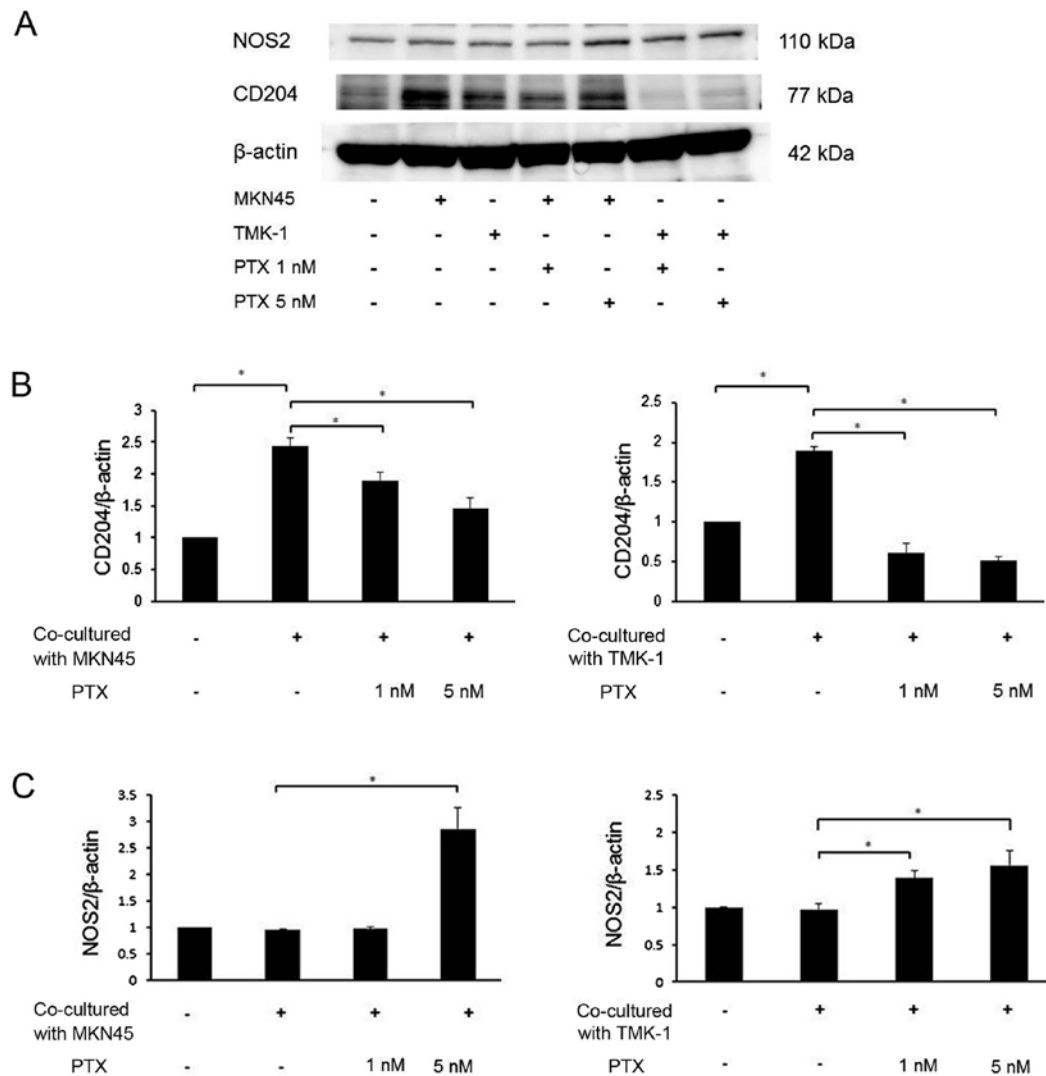 A
NOS2 110 kDa
CD204 77 kDa
β-actin 42 kDa
MKN45 - + - + + - -
TMK-1 - - + - - + +
PTX 1 nM - - - + - + -
PTX 5 nM - - - - + - +
B
CD204/β-actin
3
2.5
2
1.5
1
0.5
0
* * *
Co-cultured
with MKN45 - + + +
PTX - - 1 nM 5 nM
CD204/β-actin
2.5
2
1.5
1
0.5
0
* * *
Co-cultured
with TMK-1 - + + +
PTX - - 1 nM 5 nM
C
NOS2/β-actin
3.5
3
2.5
2
1.5
1
0.5
0
*
Co-cultured
with MKN45 - + + +
PTX - - 1 nM 5 nM
NOS2/β-actin
2.5
2
1.5
1
0.5
0
* *
Co-cultured
with TMK-1 - + + +
PTX - - 1 nM 5 nM